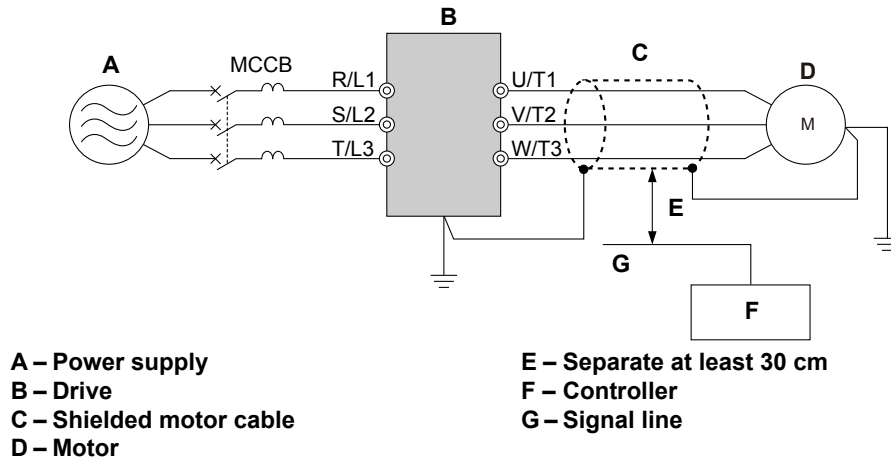 B
A
MCCB
C
D
R/L1
U/T1
S/L2
V/T2
M
T/L3
W/T3
E
G
F
A – Power supply
B – Drive
C – Shielded motor cable
D – Motor
E – Separate at least 30 cm
F – Controller
G – Signal line